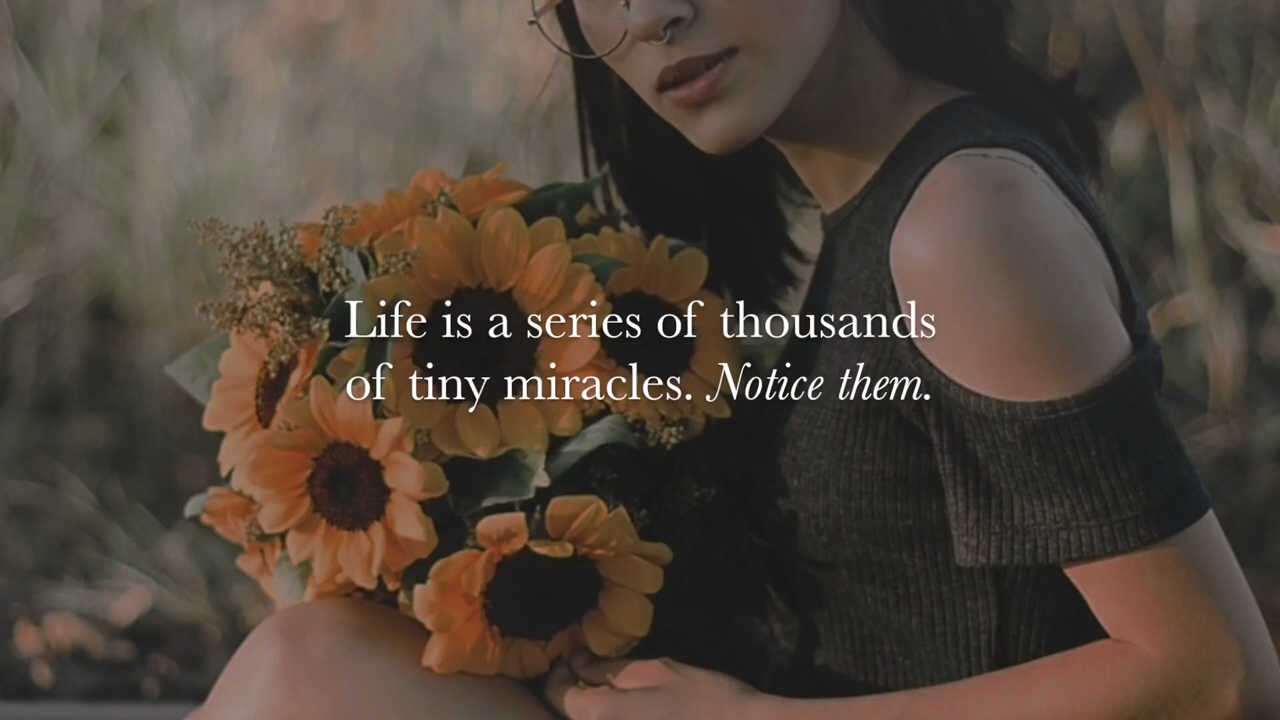 Life is a series of thousands
of tiny miracles. Notice them.